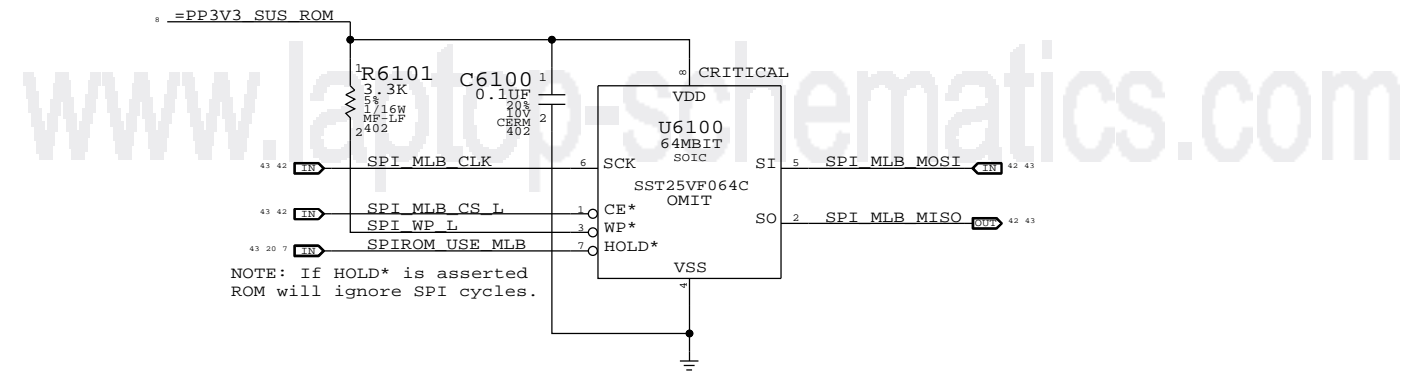 8 =PP3V3_SUS_ROM
www.laptop-schematics.com
1
R6101
3.3K
5%
1/16W
MF-LF
402
2
C6100
0.1UF
20%
10V
CERM
402
1
2
8
CRITICAL
VDD
U6100
64MBIT
SOIC
SST25VF064C
OMIT
43 42 IN SPI_MLB_CLK 6 SCK
SI 5 SPI_MLB_MOSI IN 42 43
43 42 IN SPI_MLB_CS_L 1 CE*
SPI_WP_L 3 WP*
SO 2 SPI_MLB_MISO OUT 42 43
43 20 7 IN SPIROM_USE_MLB 7 HOLD*
VSS
4
NOTE: If HOLD* is asserted
ROM will ignore SPI cycles.